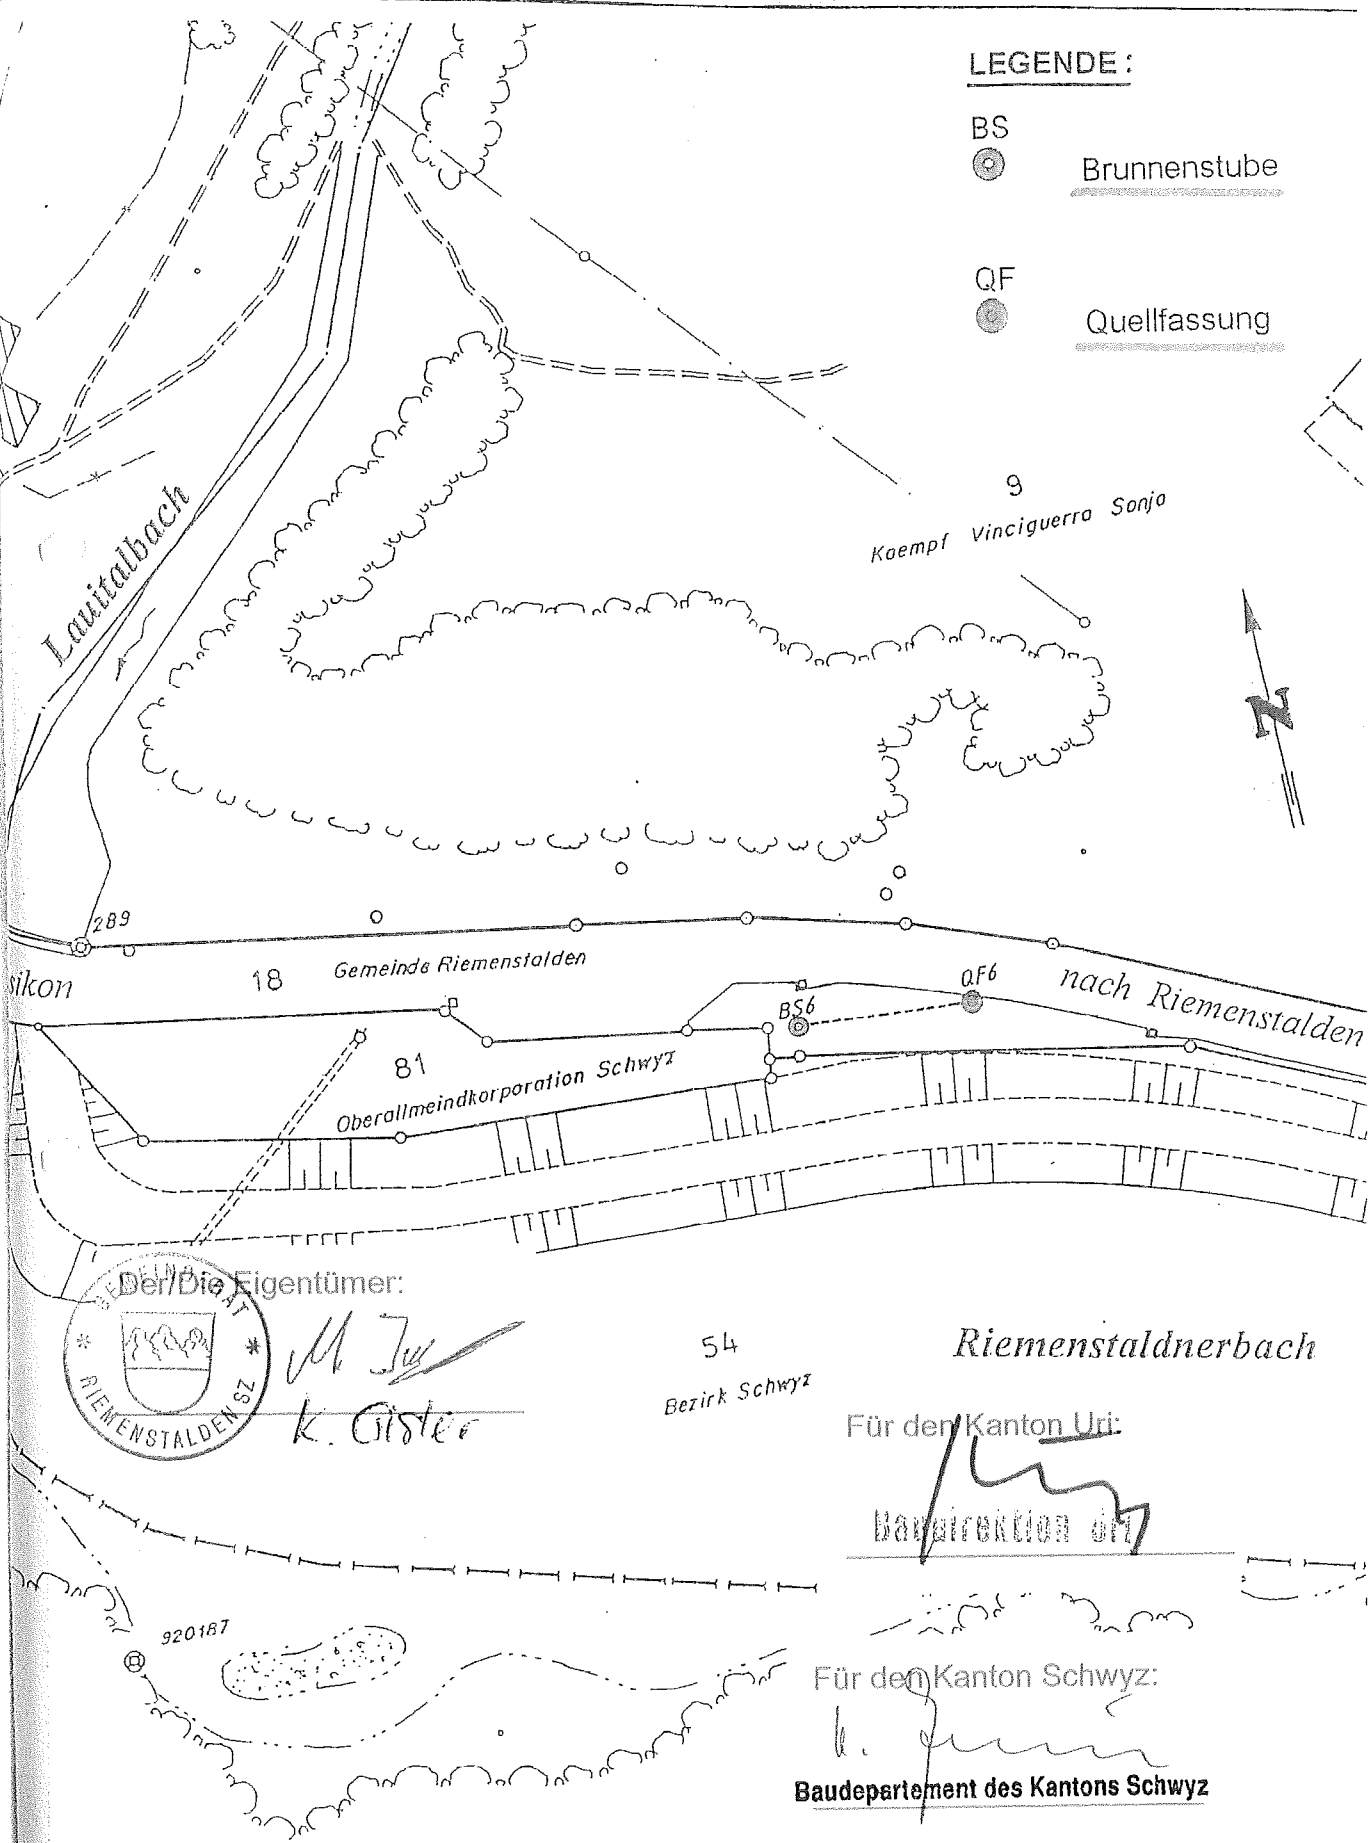 LEGENDE:
BS
Brunnenstube
QF
Quellfassung
Lauitalbach
9
Kaempf Vinciguerra Sonja
N
289
sikon
18
Gemeinde Riemenstalden
BS6
QF6
nach Riemenstalden
81
Oberallmeindkorporation Schwyz
Der/Die Eigentümer:
GEMEINDERAT
* *
RIEMENSTALDEN SZ
K. Gisler
54
Bezirk Schwyz
Riemenstaldnerbach
Für den Kanton Uri:
Baudirektion Uri
920187
Für den Kanton Schwyz:
Baudepartement des Kantons Schwyz